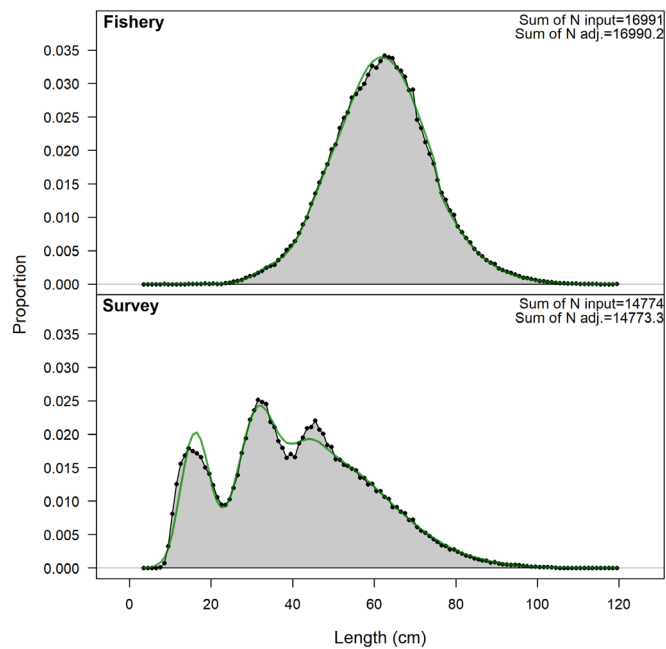 Fishery
Sum of N input=16991
Sum of N adj.=16990.2
0.035
0.030
0.025
0.020
0.015
0.010
0.005
0.000
Survey
Sum of N input=14774
Sum of N adj.=14773.3
0.035
0.030
0.025
0.020
0.015
0.010
0.005
0.000
Proportion
0 20 40 60 80 100 120
Length (cm)